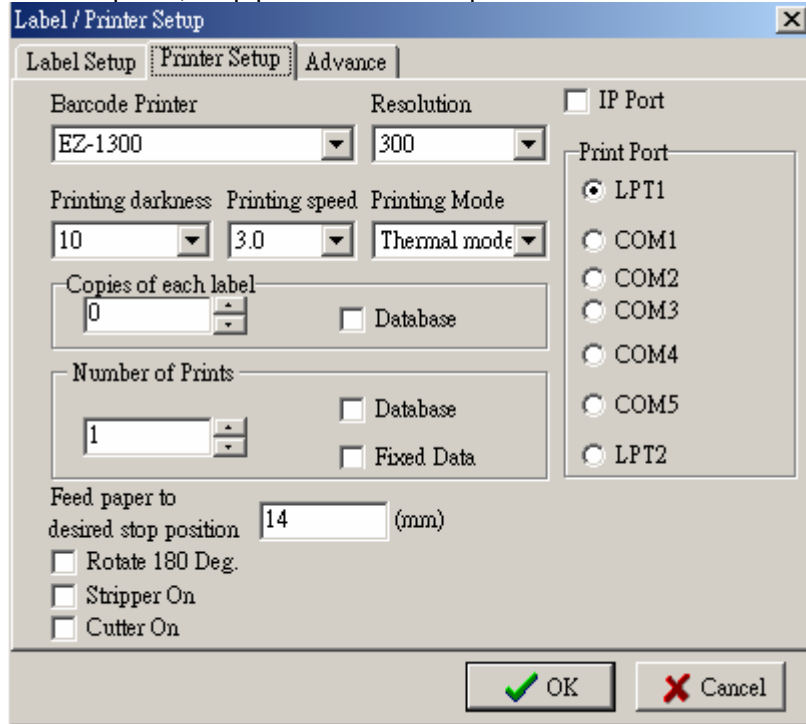 Label / Printer Setup
Label Setup Printer Setup Advance
Barcode Printer Resolution IP Port
EZ-1300 300
Print Port
LPT1
COM1
COM2
COM3
COM4
COM5
LPT2
Printing darkness Printing speed Printing Mode
10 3.0 Thermal mode
Copies of each label
0 Database
Number of Prints
1
Database
Fixed Data
Feed paper to
desired stop position 14 (mm)
Rotate 180 Deg.
Stripper On
Cutter On
OK Cancel